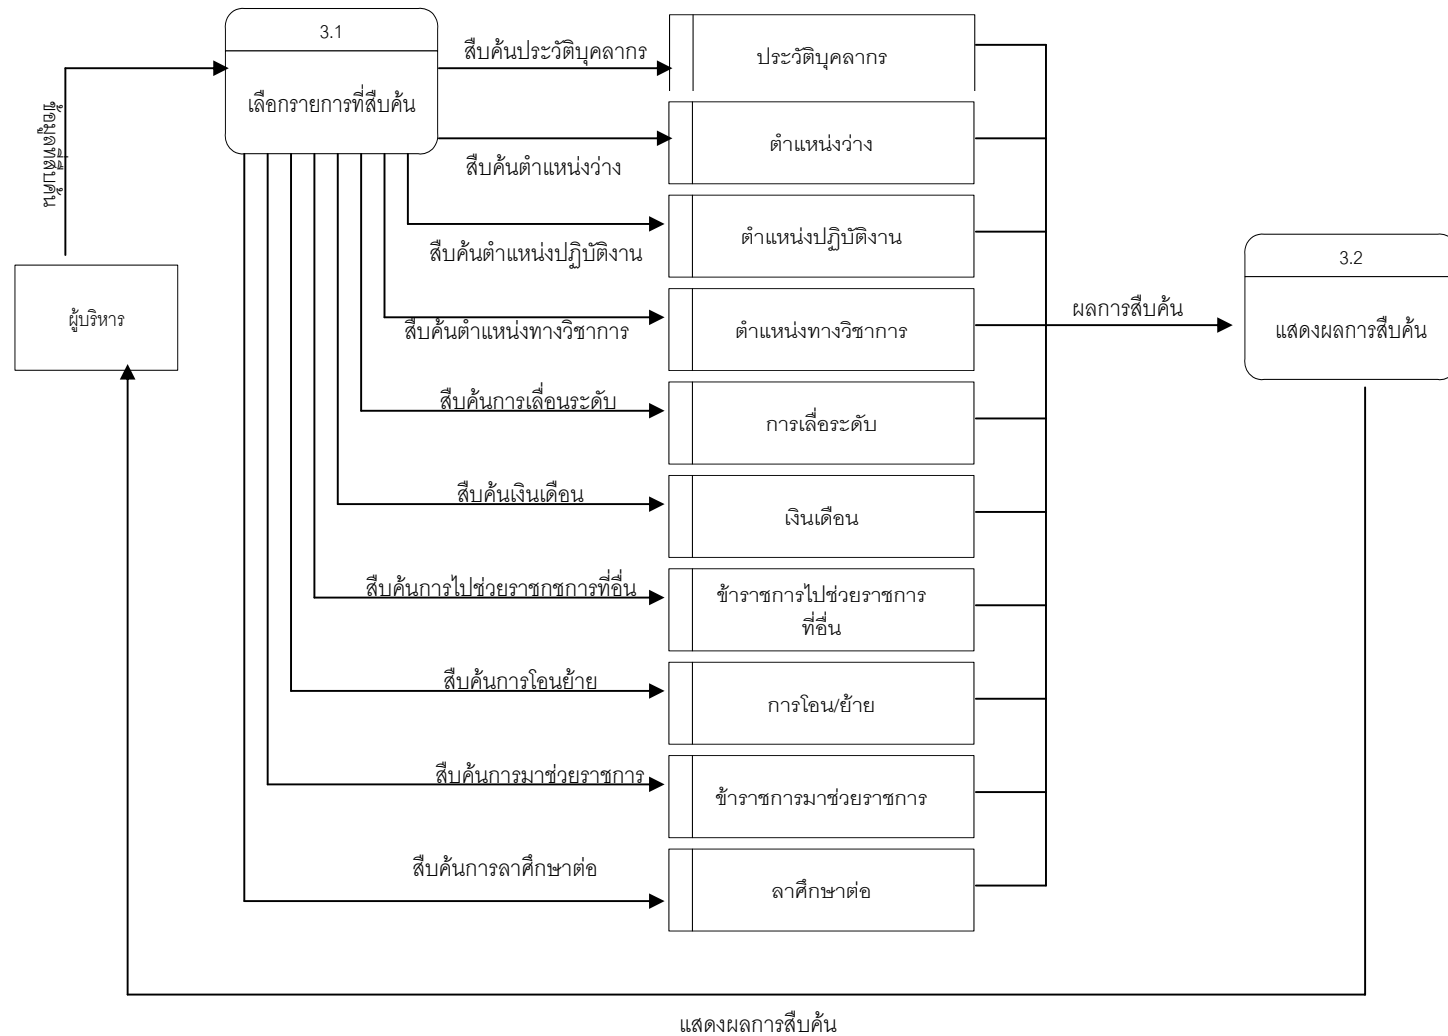 3.1
เลือกรายการที่สืบค้น
ข้อมูลที่สืบค้น
ผู้บริหาร
สืบค้นประวัติบุคลากร
ประวัติบุคลากร
สืบค้นตำแหน่งว่าง
ตำแหน่งว่าง
สืบค้นตำแหน่งปฏิบัติงาน
ตำแหน่งปฏิบัติงาน
สืบค้นตำแหน่งทางวิชาการ
ตำแหน่งทางวิชาการ
สืบค้นการเลื่อนระดับ
การเลื่อระดับ
สืบค้นเงินเดือน
เงินเดือน
สืบค้นการไปช่วยราชกชการที่อื่น
ข้าราชการไปช่วยราชการ
ที่อื่น
สืบค้นการโอนย้าย
การโอน/ย้าย
สืบค้นการมาช่วยราชการ
ข้าราชการมาช่วยราชการ
สืบค้นการลาศึกษาต่อ
ลาศึกษาต่อ
ผลการสืบค้น
3.2
แสดงผลการสืบค้น
แสดงผลการสืบค้น